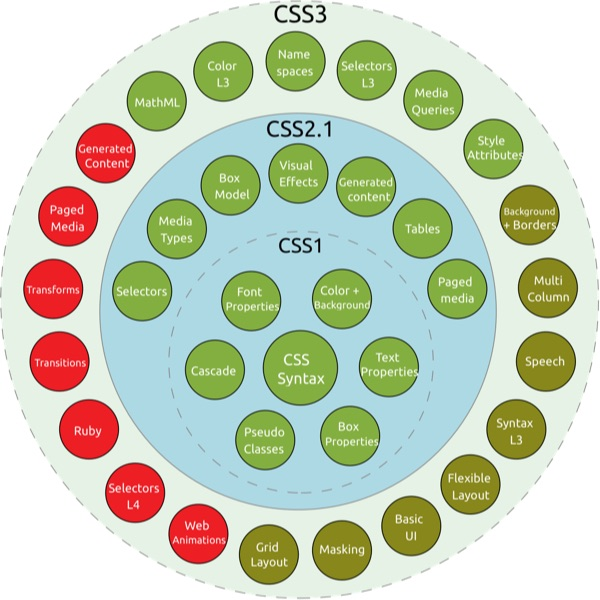 CSS3
Name
spaces
Color
L3
Selectors
L3
MathML
Media
Queries
Style
Attributes
Generated
Content
Background
+ Borders
Paged
Media
Multi
Column
Transforms
Speech
Transitions
Syntax
L3
Ruby
Flexible
Layout
Selectors
L4
Basic
UI
Web
Animations
Masking
Grid
Layout
CSS2.1
Visual
Effects
Box
Model
Generated
content
Media
Types
Tables
Selectors
Paged
media
CSS1
Font
Properties
Color +
Background
Cascade
CSS
Syntax
Text
Properties
Pseudo
Classes
Box
Properties